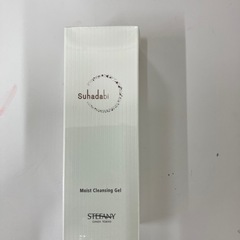 Suhadabi
Moist Cleansing Gel
STEFANY